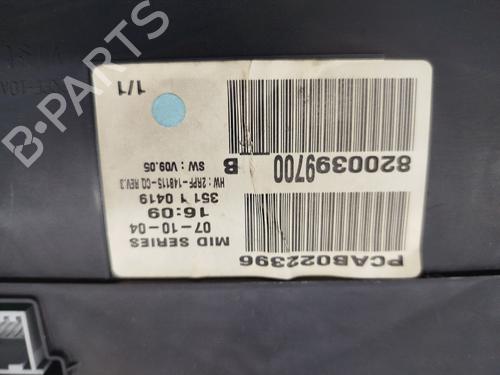 PCAB022396
MID SERIES
07-10-04
16:09
351 1 0419
HW: 2RFF-14B115-CQ REV.3
SW : V09.05
B
8200399700
1/1
B-PARTS